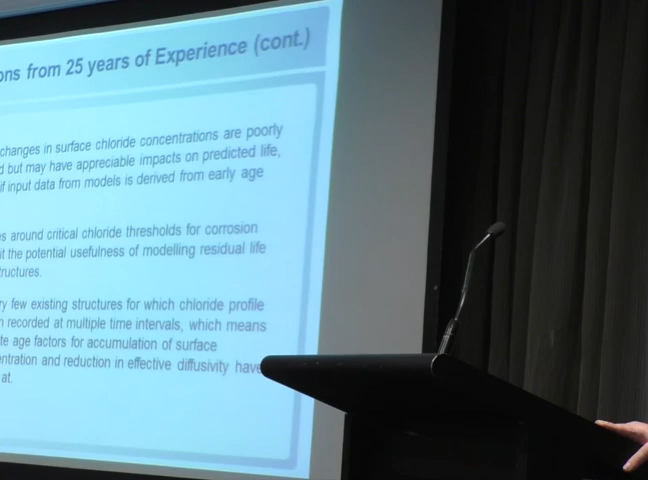 ons from 25 years of Experience (cont.)
changes in surface chloride concentrations are poorly
d but may have appreciable impacts on predicted life,
if input data from models is derived from early age
s around critical chloride thresholds for corrosion
it the potential usefulness of modelling residual life
ructures.
ry few existing structures for which chloride profile
n recorded at multiple time intervals, which means
te age factors for accumulation of surface
entration and reduction in effective diffusivity have
at.